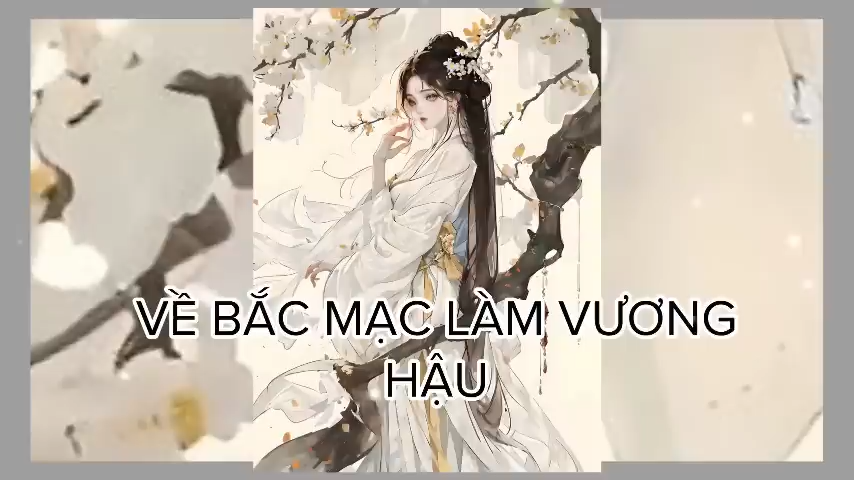 VỀ BẮC MẠC LÀM VƯƠNG
HẬU